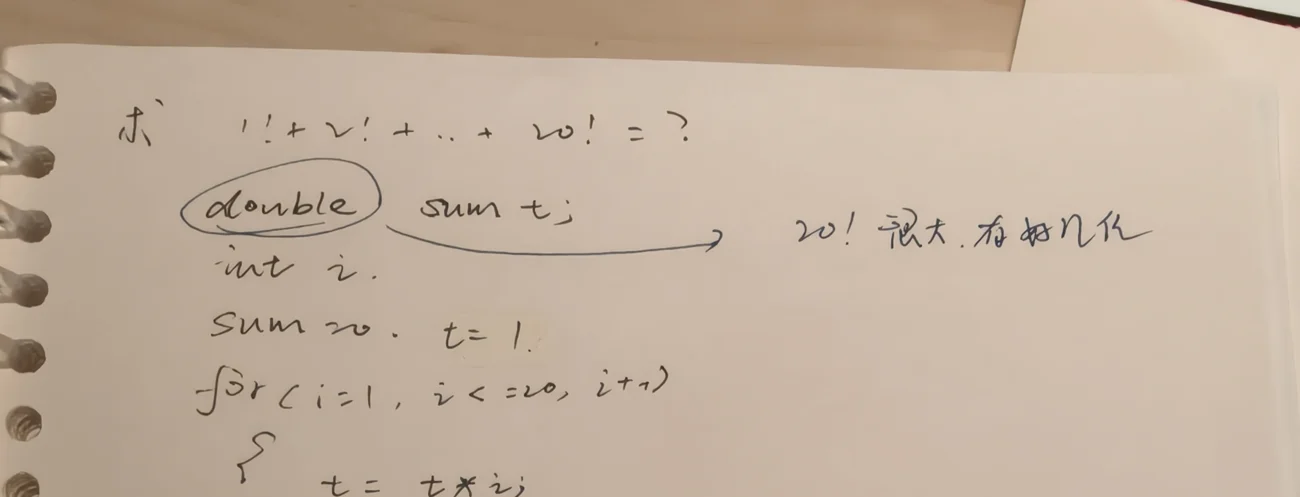 求 1!+2!+..+20!=?
double sum t;
20! 很大.有好几亿
int i.
sum=0. t=1.
for(i=1, i<=20, i++)
{
t= t*i;